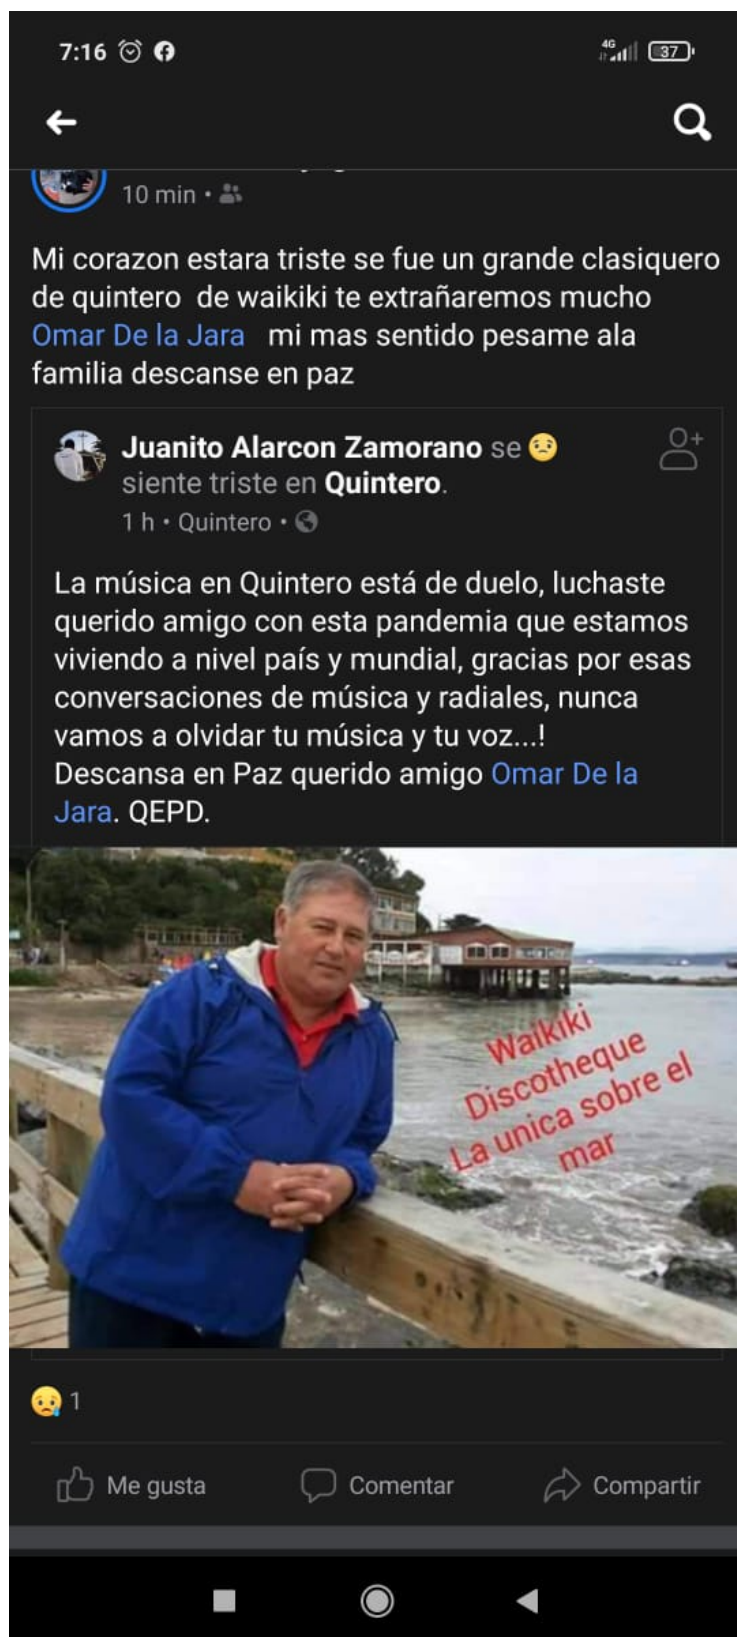 7:16
4G
37
10 min •
Mi corazon estara triste se fue un grande clasiquero
de quintero de waikiki te extrañaremos mucho
Omar De la Jara mi mas sentido pesame ala
familia descanse en paz
Juanito Alarcon Zamorano se
siente triste en Quintero.
1 h • Quintero •
La música en Quintero está de duelo, luchaste
querido amigo con esta pandemia que estamos
viviendo a nivel país y mundial, gracias por esas
conversaciones de música y radiales, nunca
vamos a olvidar tu música y tu voz...!
Descansa en Paz querido amigo Omar De la
Jara. QEPD.
Waikiki
Discotheque
La unica sobre el
mar
1
Me gusta
Comentar
Compartir